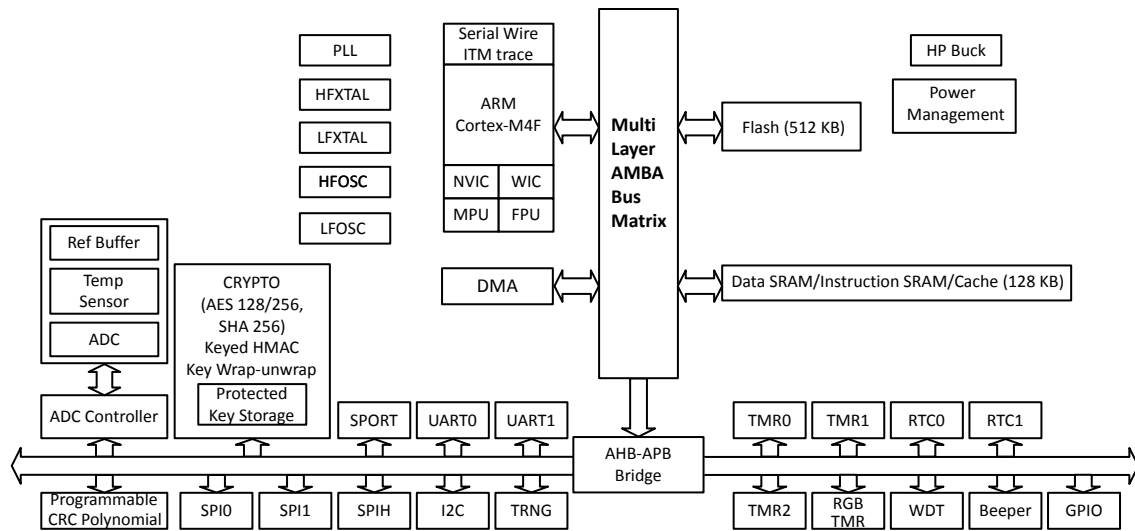 PLL
HFXTAL
LFXTAL
HFOSC
LFOSC
Serial Wire
ITM trace
ARM
Cortex-M4F
NVIC
WIC
MPU
FPU
DMA
Multi
Layer
AMBA
Bus
Matrix
Flash (512 KB)
HP Buck
Power
Management
Data SRAM/Instruction SRAM/Cache (128 KB)
Ref Buffer
Temp
Sensor
ADC
ADC Controller
CRYPTO
(AES 128/256,
SHA 256)
Keyed HMAC
Key Wrap-unwrap
Protected
Key Storage
SPORT
UART0
UART1
AHB-APB
Bridge
TMR0
TMR1
RTC0
RTC1
Programmable
CRC Polynomial
SPI0
SPI1
SPIH
I2C
TRNG
TMR2
RGB
TMR
WDT
Beeper
GPIO